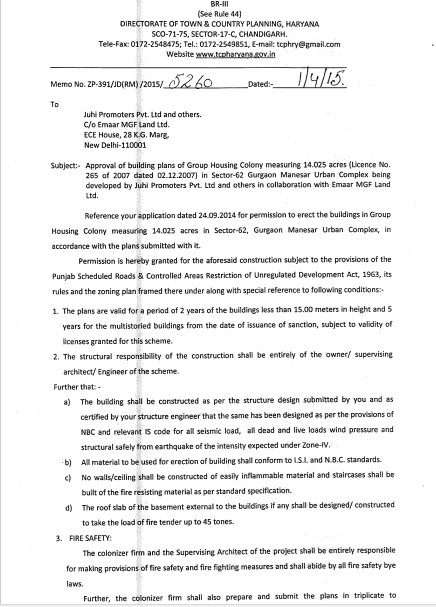 BR-III
(See Rule 44)
DIRECTORATE OF TOWN & COUNTRY PLANNING, HARYANA
SCO-71-75, SECTOR-17-C, CHANDIGARH.
Tele-Fax: 0172-2548475; Tel.: 0172-2549851, E-mail: tcphry@gmail.com
Website www.tcpharyana.gov.in
Memo No. ZP-391/JD(RM)/2015/ 5260 Dated:- 1/4/15.
To
Juhi Promoters Pvt. Ltd and others.
C/o Emaar MGF Land Ltd.
ECE House, 28 K.G. Marg,
New Delhi-110001
Subject:- Approval of building plans of Group Housing Colony measuring 14.025 acres (Licence No.
265 of 2007 dated 02.12.2007) in Sector-62 Gurgaon Manesar Urban Complex being
developed by Juhi Promoters Pvt. Ltd and others in collaboration with Emaar MGF Land
Ltd.
Reference your application dated 24.09.2014 for permission to erect the buildings in Group
Housing Colony measuring 14.025 acres in Sector-62, Gurgaon Manesar Urban Complex, in
accordance with the plans submitted with it.
Permission is hereby granted for the aforesaid construction subject to the provisions of the
Punjab Scheduled Roads & Controlled Areas Restriction of Unregulated Development Act, 1963, its
rules and the zoning plan framed there under along with special reference to following conditions:-
1. The plans are valid for a period of 2 years of the buildings less than 15.00 meters in height and 5
years for the multistoried buildings from the date of issuance of sanction, subject to validity of
licenses granted for this scheme.
2. The structural responsibility of the construction shall be entirely of the owner/ supervising
architect/ Engineer of the scheme.
Further that: -
a) The building shall be constructed as per the structure design submitted by you and as
certified by your structure engineer that the same has been designed as per the provisions of
NBC and relevant IS code for all seismic load, all dead and live loads wind pressure and
structural safely from earthquake of the intensity expected under Zone-IV.
b) All material to be used for erection of building shall conform to I.S.I. and N.B.C. standards.
c) No walls/ceiling shall be constructed of easily inflammable material and staircases shall be
built of the fire resisting material as per standard specification.
d) The roof slab of the basement external to the buildings if any shall be designed/ constructed
to take the load of fire tender up to 45 tones.
3. FIRE SAFETY:
The colonizer firm and the Supervising Architect of the project shall be entirely responsible
for making provisions of fire safety and fire fighting measures and shall abide by all fire safety bye
laws.
Further, the colonizer firm shall also prepare and submit the plans in triplicate to